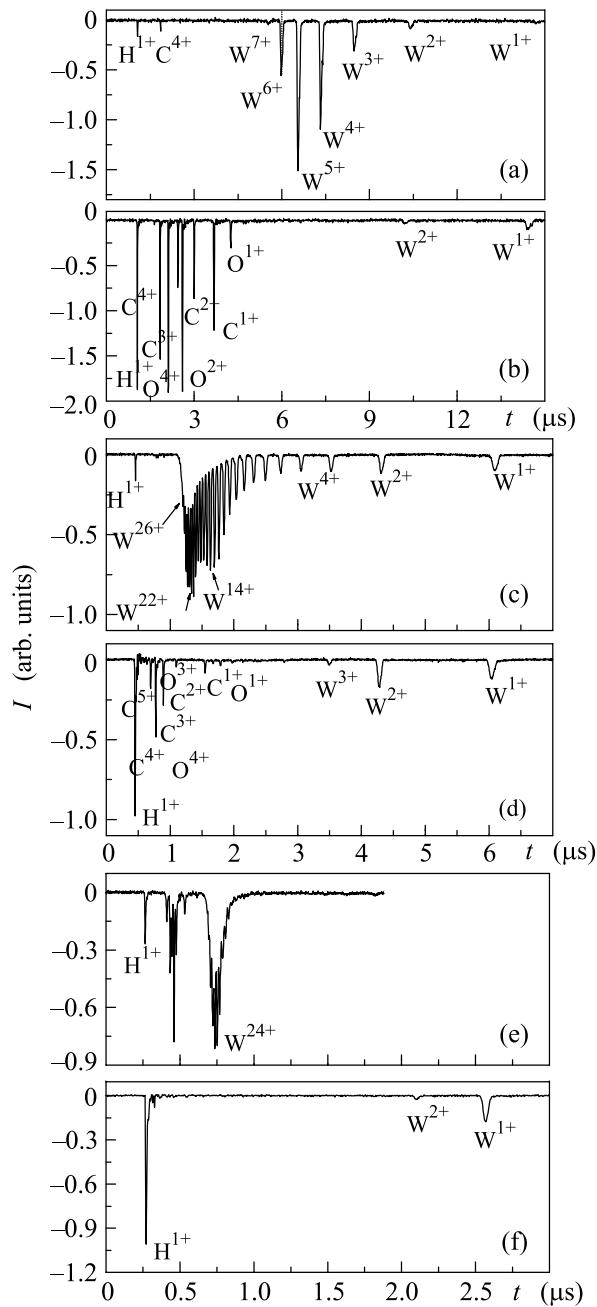 0
H1+ C4+ W7+ W3+ W2+ W1+
−0.5
W6+
−1.0
W4+
−1.5
W5+
(a)
0
O1+ W2+ W1+
−0.5
C4+ C2+
−1.0
C1+
C3+
−1.5
H1+ O4+ O2+
(b)
−2.0
0 3 6 9 12 t (μs)
0
H1+ W4+ W2+ W1+
W26+
−0.5
W22+ W14+
(c)
−1.0
I (arb. units)
0
O3+ C1+ O1+ W3+ W2+ W1+
C5+ C2+
C3+
−0.5
C4+ O4+
H1+
(d)
−1.0
0 1 2 3 4 5 6 t (μs)
0
−0.3
H1+
−0.6
W24+
(e)
−0.9
0
W2+ W1+
−0.3
−0.6
−0.9
H1+
(f)
−1.2
0 0.5 1.0 1.5 2.0 2.5 t (μs)